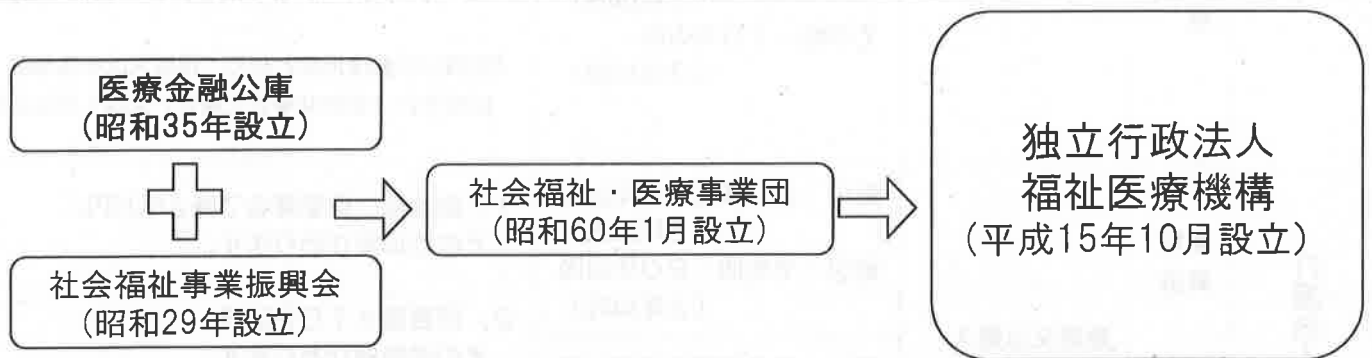 医療金融公庫
(昭和35年設立)
社会福祉事業振興会
(昭和29年設立)
社会福祉・医療事業団
(昭和60年1月設立)
独立行政法人
福祉医療機構
(平成15年10月設立)